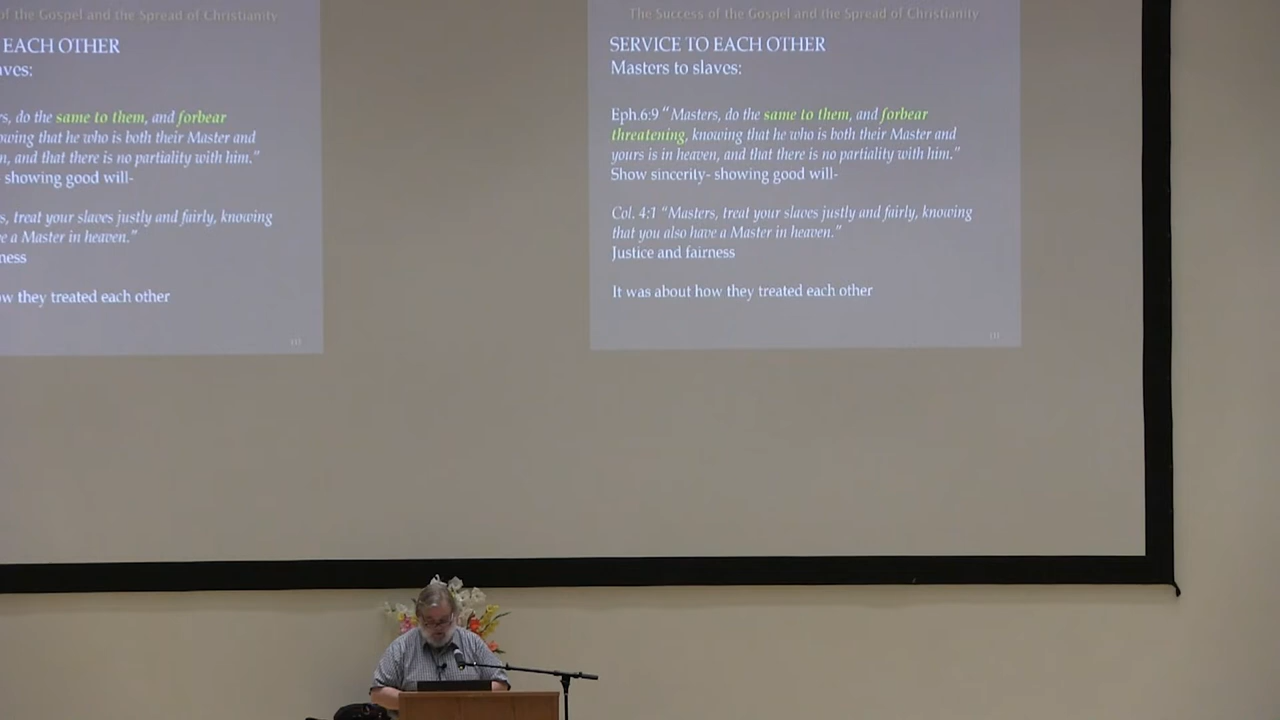 of the Gospel and the Spread of Christianity
EACH OTHER
aves:
s, do the same to them, and forbear
owing that he who is both their Master and
n, and that there is no partiality with him."
showing good will-
s, treat your slaves justly and fairly, knowing
e a Master in heaven."
ness
ow they treated each other
The Success of the Gospel and the Spread of Christianity
SERVICE TO EACH OTHER
Masters to slaves:
Eph.6:9 "Masters, do the same to them, and forbear
threatening, knowing that he who is both their Master and
yours is in heaven, and that there is no partiality with him."
Show sincerity- showing good will-
Col. 4:1 "Masters, treat your slaves justly and fairly, knowing
that you also have a Master in heaven."
Justice and fairness
It was about how they treated each other